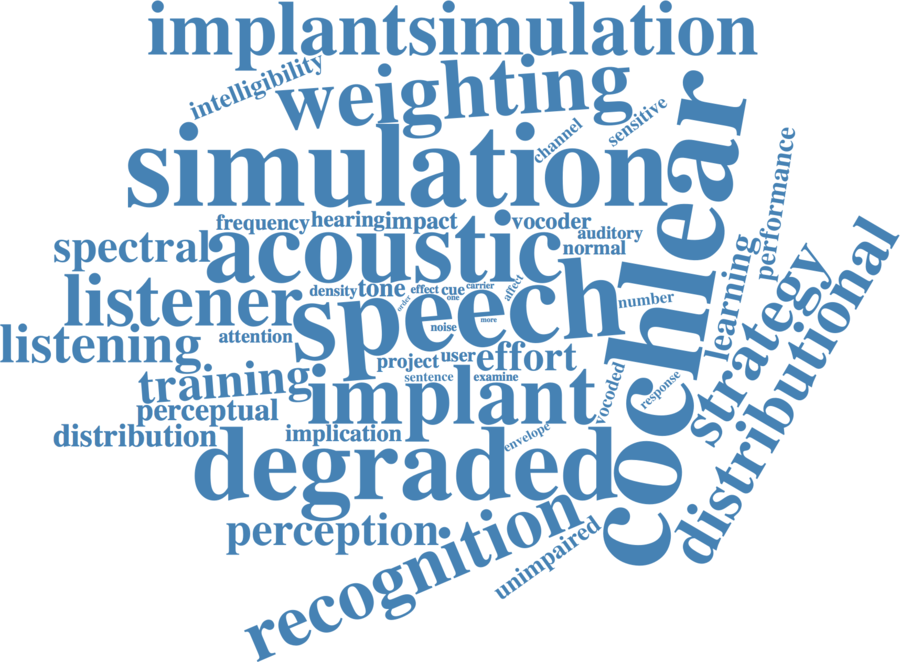 implantsimulation
intelligibility
weighting
channel
sensitive
simulation
cochlear
performance
frequency
hearing
impact
vocoder
auditory
normal
spectral
acoustic
learning
strategy
distributional
density
tone
effect
cue
carrier
affect
order
one
listener
speech
number
noise
more
attention
listening
project
user
effort
sentence
examine
training
implant
vocoded
response
perceptual
distribution
implication
envelope
degraded
perception
recognition
unimpaired